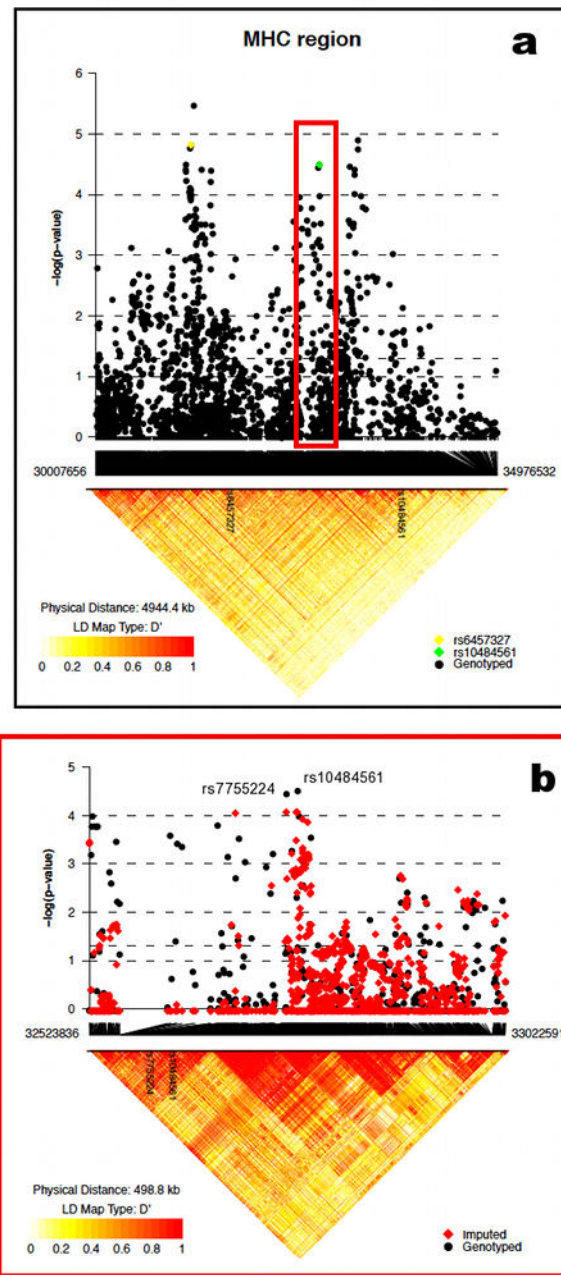 MHC region
a
6
5
4
3
2
1
0
-log(p-value)
30007656
34976532
rs6457327
rs10484561
Physical Distance: 4944.4 kb
LD Map Type: D'
0 0.2 0.4 0.6 0.8 1
rs6457327
rs10484561
Genotyped
b
5
4
3
2
1
0
-log(p-value)
rs7755224
rs10484561
32523836
33022591
rs7755224
rs10484561
Physical Distance: 498.8 kb
LD Map Type: D'
0 0.2 0.4 0.6 0.8 1
Imputed
Genotyped